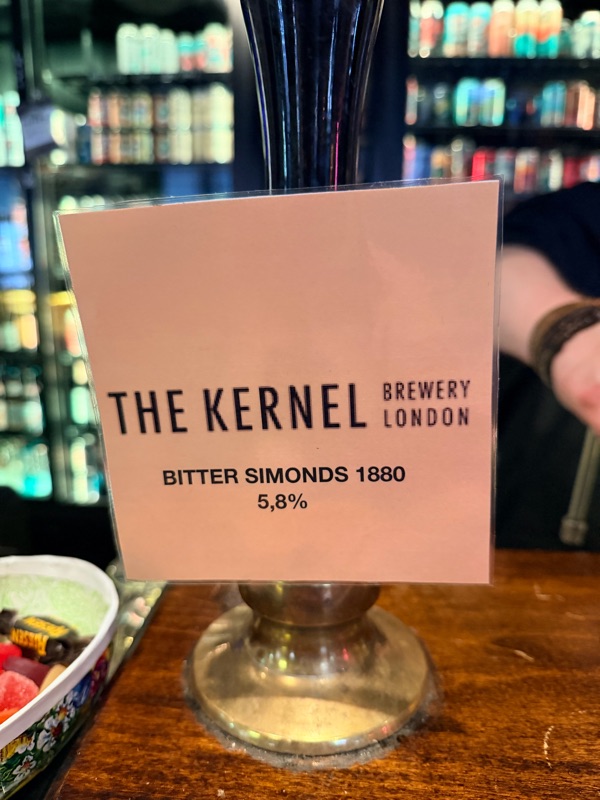 THE KERNEL BREWERY
LONDON
BITTER SIMONDS 1880
5,8%